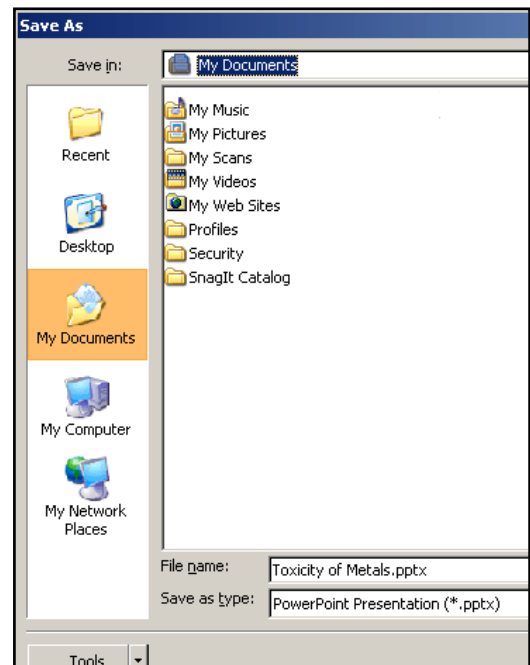 Save As
Save in:
My Documents
Recent
Desktop
My Documents
My Computer
My Network
Places
My Music
My Pictures
My Scans
My Videos
My Web Sites
Profiles
Security
SnagIt Catalog
File name:
Toxicity of Metals.pptx
Save as type:
PowerPoint Presentation (*.pptx)
Tools